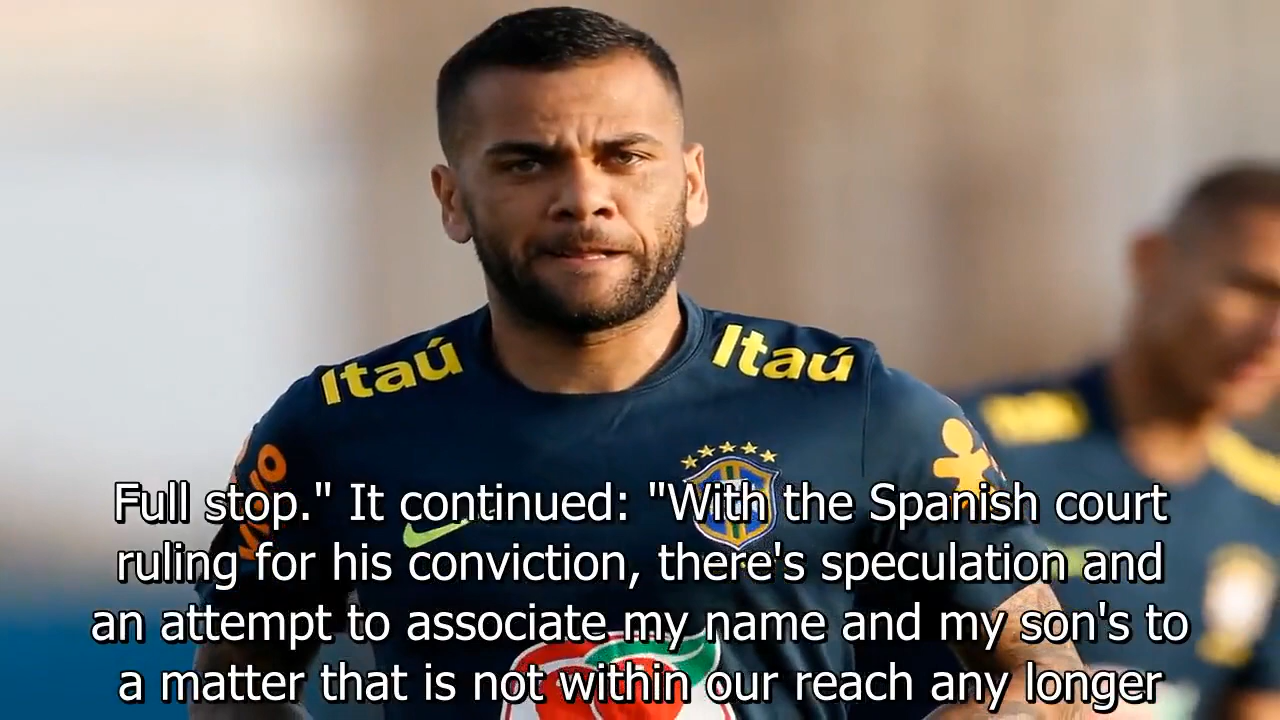 Itaú
Itaú
vivo
Full stop." It continued: "With the Spanish court
ruling for his conviction, there's speculation and
an attempt to associate my name and my son's to
a matter that is not within our reach any longer